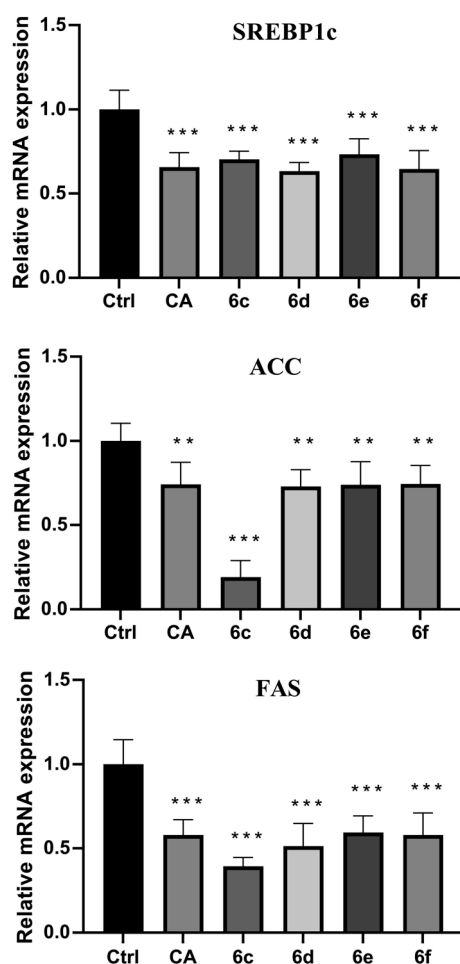 SREBP1c
Relative mRNA expression
1.5
1.0
0.5
0.0
*** *** *** *** ***
Ctrl CA 6c 6d 6e 6f
ACC
Relative mRNA expression
1.5
1.0
0.5
0.0
** *** ** ** **
Ctrl CA 6c 6d 6e 6f
FAS
Relative mRNA expression
1.5
1.0
0.5
0.0
*** *** *** *** ***
Ctrl CA 6c 6d 6e 6f